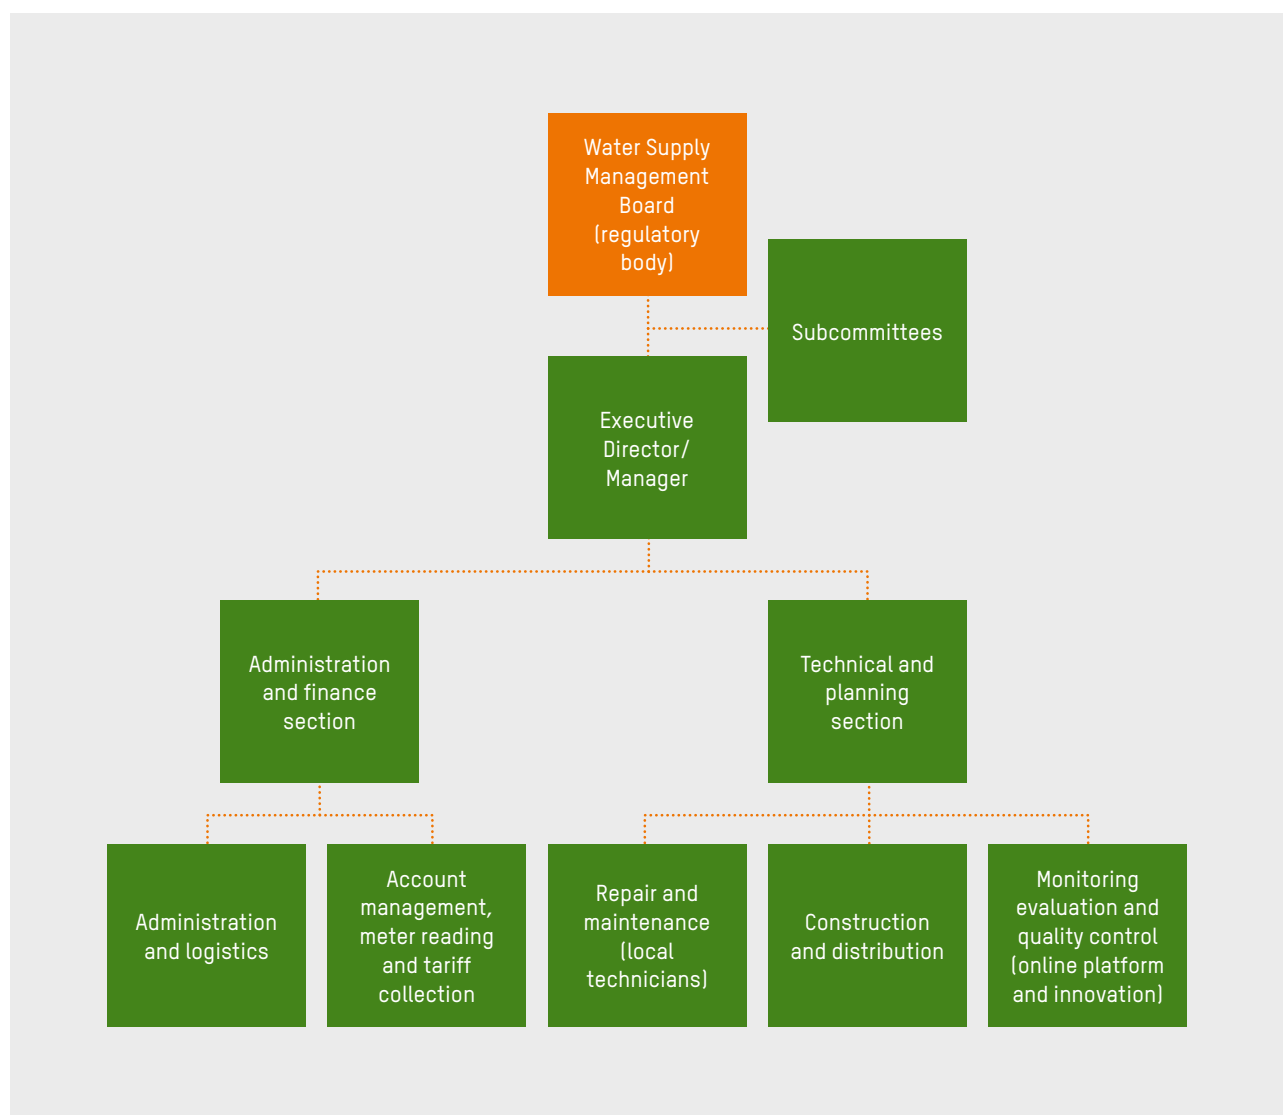 Water Supply
Management
Board
(regulatory
body)
Subcommittees
Executive
Director/
Manager
Administration
and finance
section
Technical and
planning
section
Administration
and logistics
Account
management,
meter reading
and tariff
collection
Repair and
maintenance
(local
technicians)
Construction
and distribution
Monitoring
evaluation and
quality control
(online platform
and innovation)